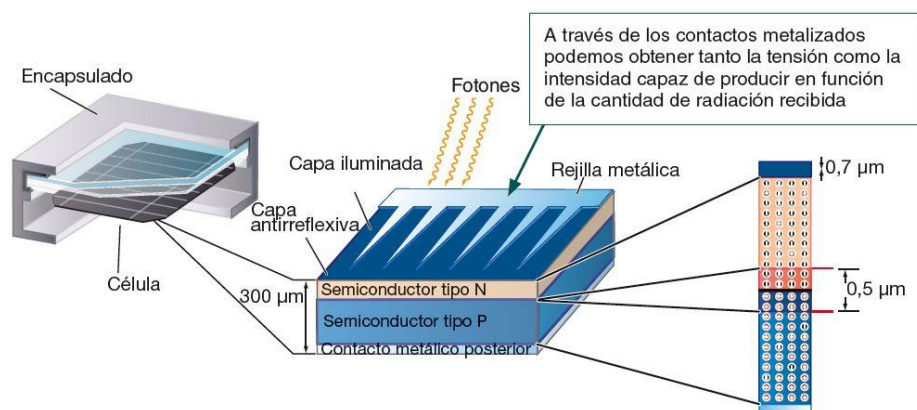 A través de los contactos metalizados
podemos obtener tanto la tensión como la
intensidad capaz de producir en función
de la cantidad de radiación recibida
Encapsulado
Fotones
Capa iluminada
Rejilla metálica
0,7 µm
Capa
antirreflexiva
Célula
300 µm
Semiconductor tipo N
0,5 µm
Semiconductor tipo P
Contacto metálico posterior